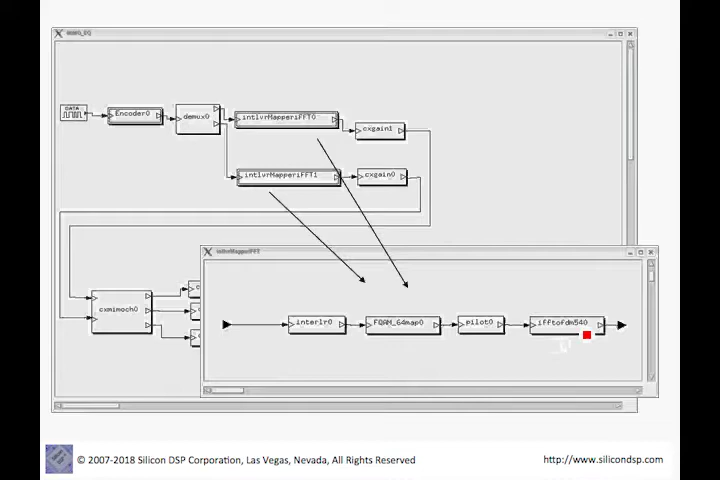 DATA
Encoder0
demux0
intlvrMapperiFFT0
cxgain1
intlvrMapperiFFT1
cxgain0
intlvrMapperiFFT
cxmimoch0
interlr0
FQAM_64map0
pilot0
ifftofdm540
© 2007-2018 Silicon DSP Corporation, Las Vegas, Nevada, All Rights Reserved
http://www.silicondsp.com